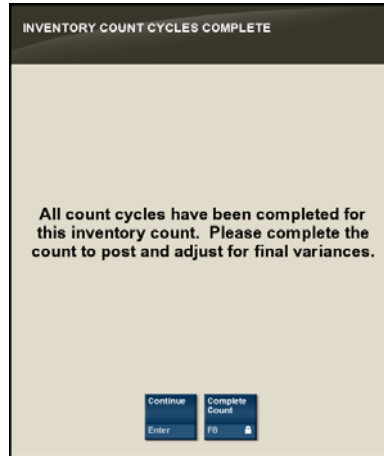 INVENTORY COUNT CYCLES COMPLETE
All count cycles have been completed for
this inventory count. Please complete the
count to post and adjust for final variances.
Continue
Enter
Complete
Count
F8